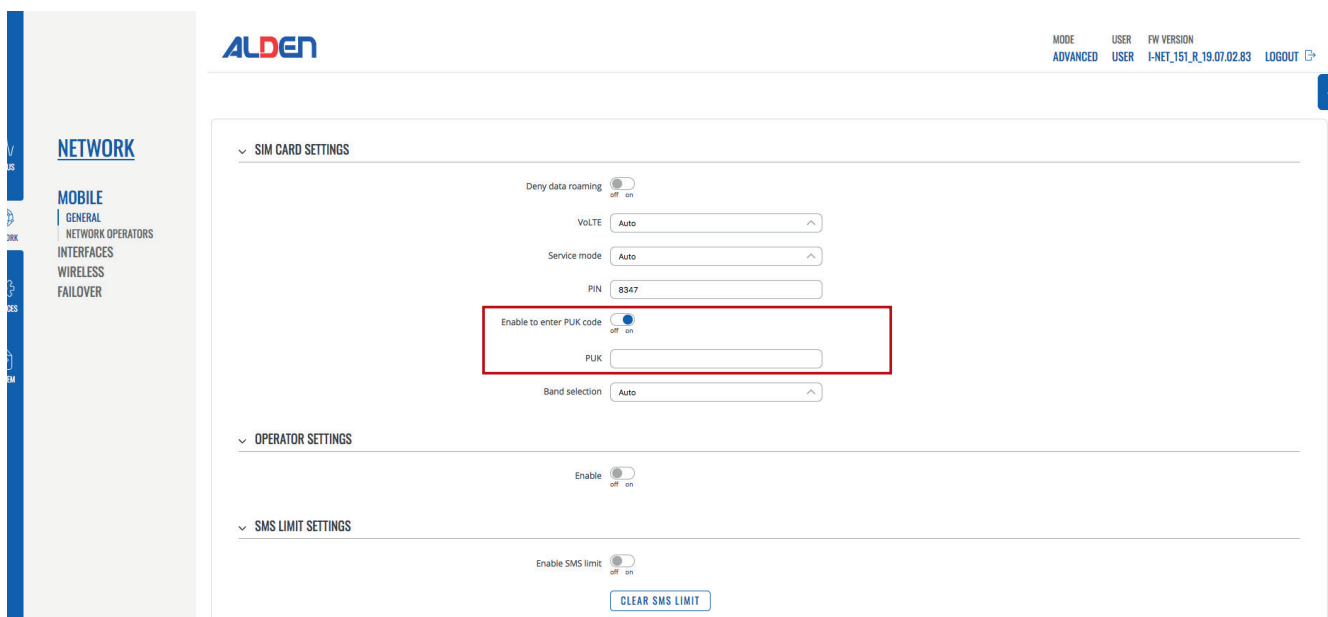 ALDEN
MODE USER FW VERSION
ADVANCED USER I-NET_151_R_19.07.02.83 LOGOUT
NETWORK
MOBILE
GENERAL
NETWORK OPERATORS
INTERFACES
WIRELESS
FAILOVER
SIM CARD SETTINGS
Deny data roaming
off on
VoLTE Auto
Service mode Auto
PIN 8347
Enable to enter PUK code
off on
PUK
Band selection Auto
OPERATOR SETTINGS
Enable
off on
SMS LIMIT SETTINGS
Enable SMS limit
off on
CLEAR SMS LIMIT